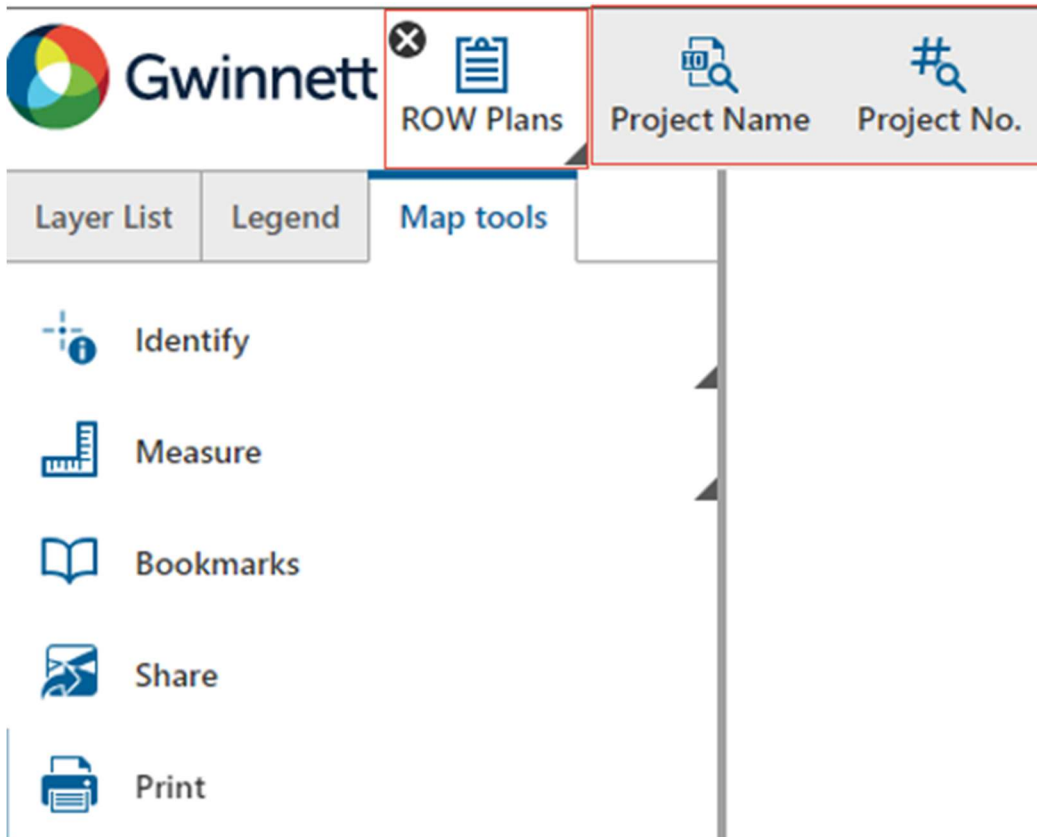 Gwinnett
ROW Plans
Project Name
Project No.
Layer List
Legend
Map tools
Identify
Measure
Bookmarks
Share
Print